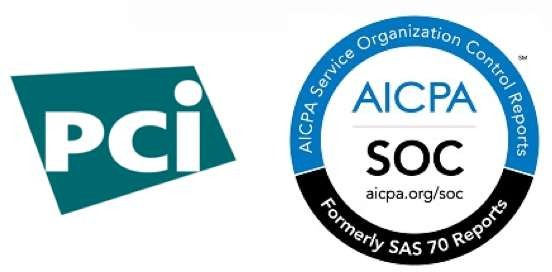 PCi
AICPA Service Organization Control Reports
SM
AICPA
SOC
aicpa.org/soc
Formerly SAS 70 Reports